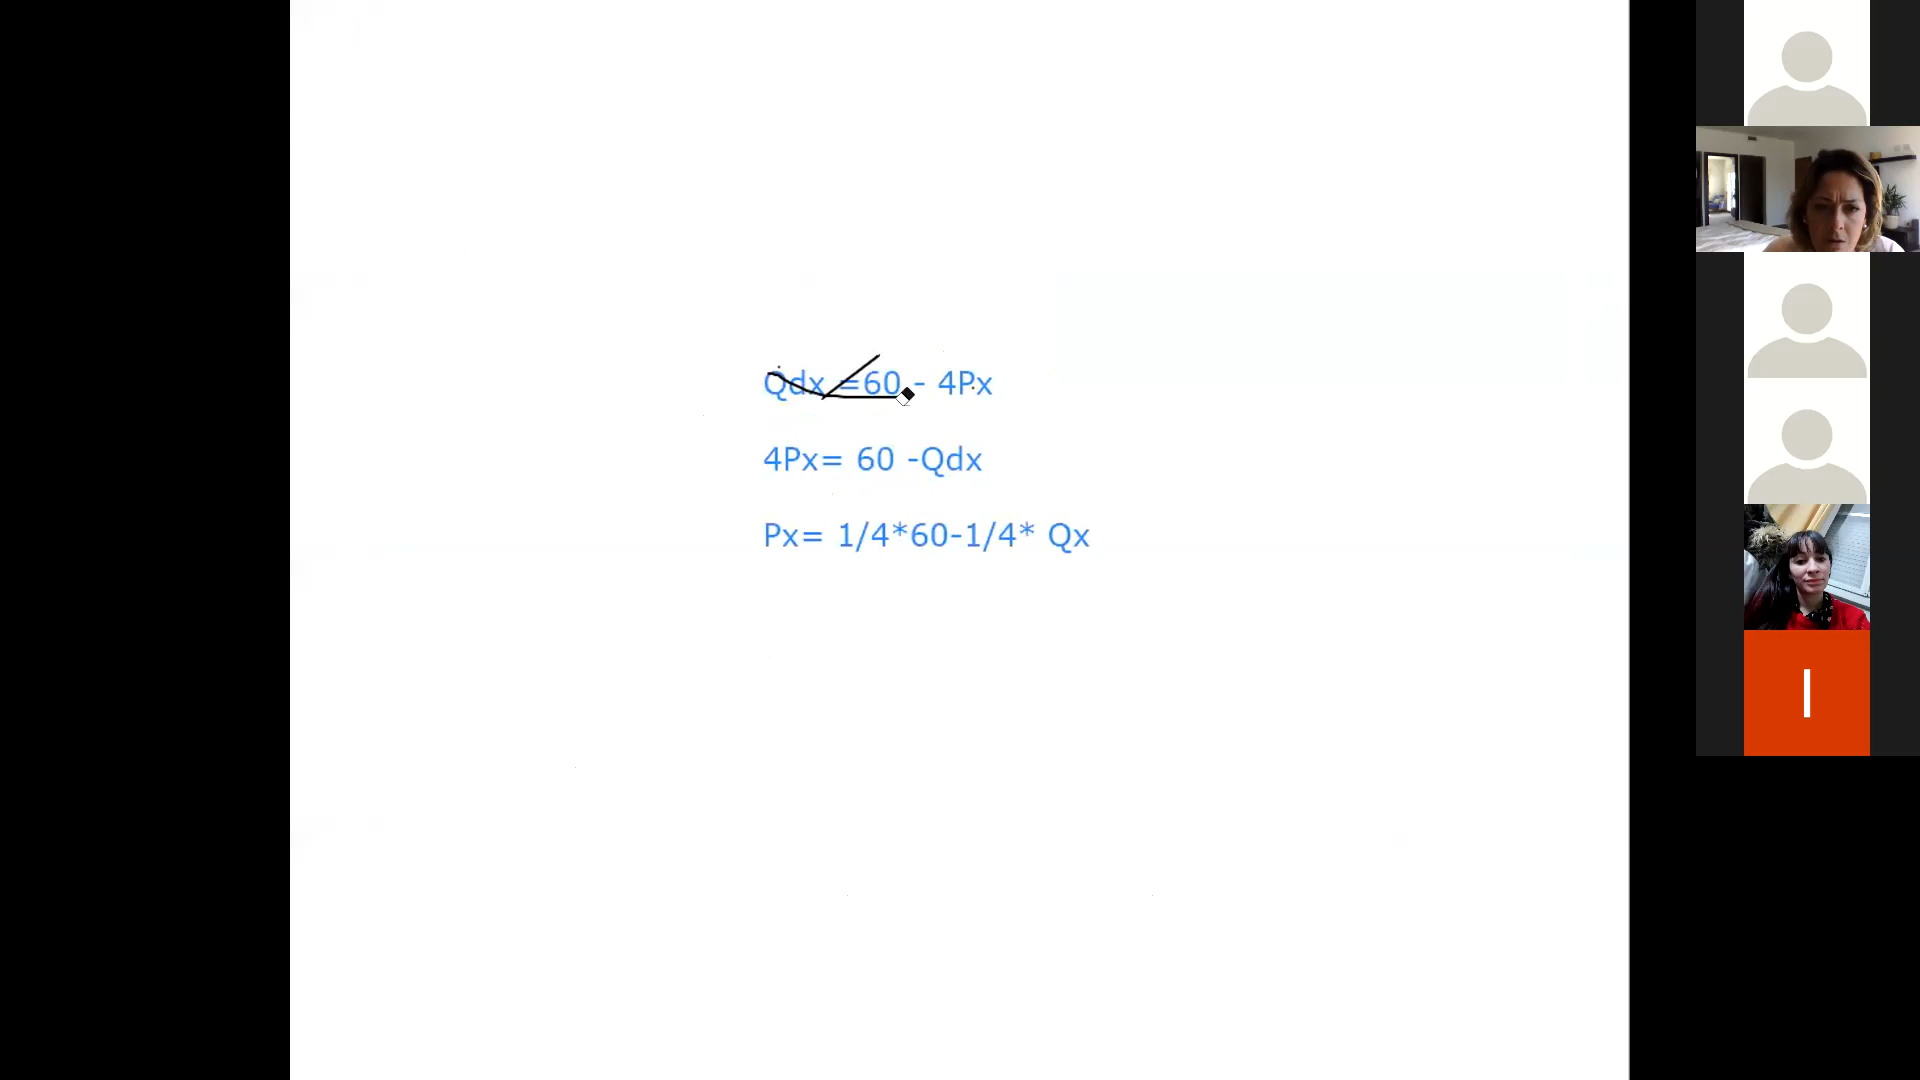 Qdx =60 - 4Px
4Px= 60 -Qdx
Px= 1/4*60-1/4* Qx
I